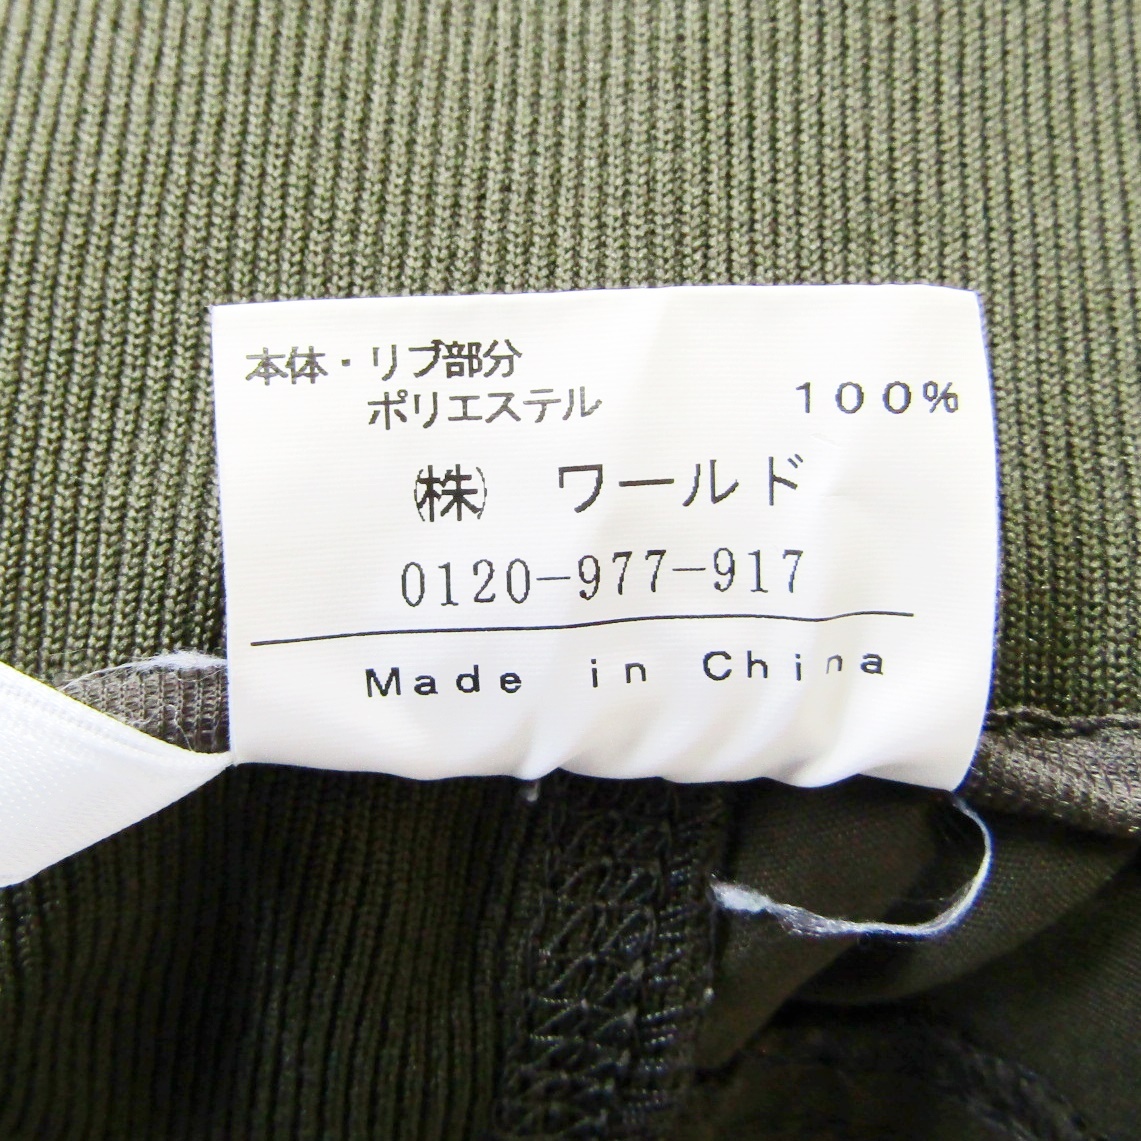 本体・リブ部分
ポリエステル 100%
㈱ ワールド
0120-977-917
Made in China